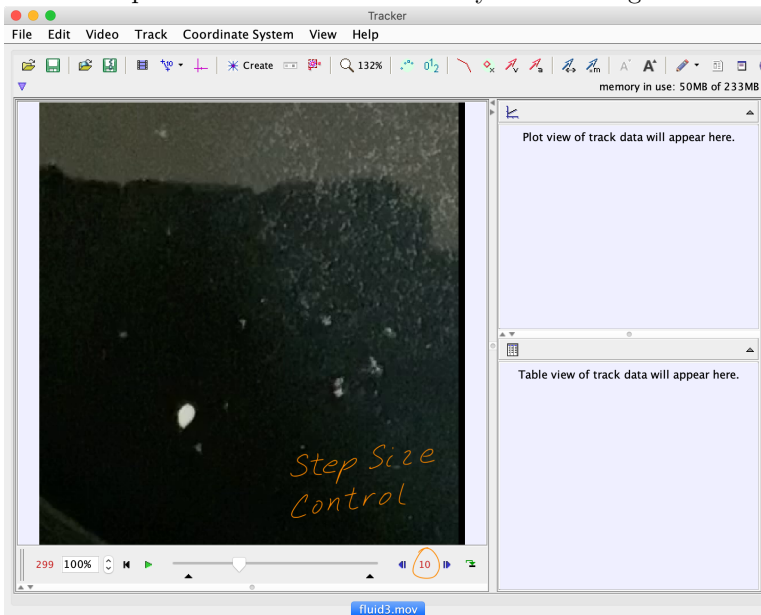 Tracker
File Edit Video Track Coordinate System View Help
Create 132%
memory in use: 50MB of 233MB
Plot view of track data will appear here.
Table view of track data will appear here.
Step Size
Control
299 100% 10
fluid3.mov